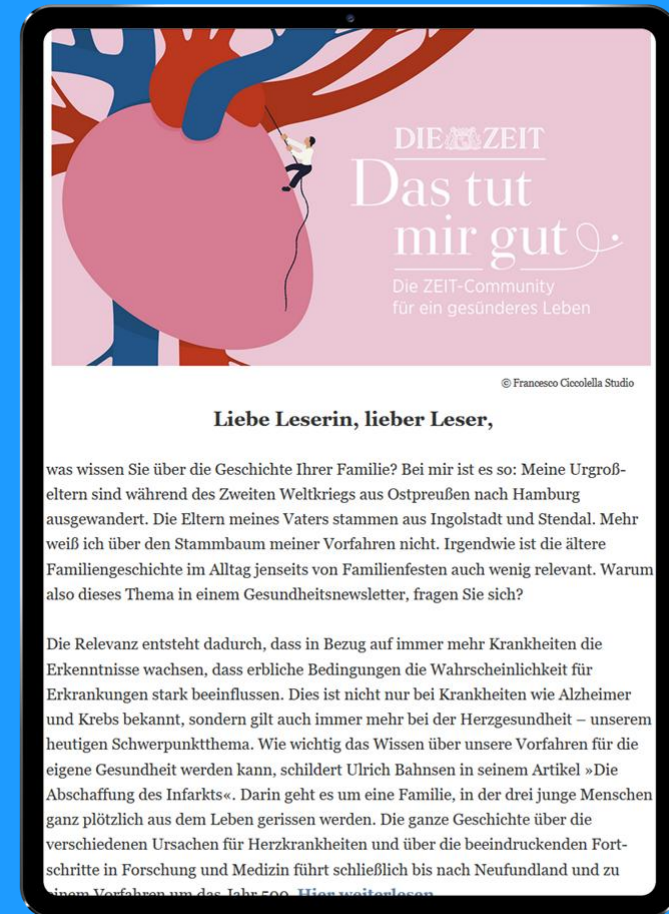 DIE ZEIT
Das tut
mir gut
Die ZEIT-Community
für ein gesünderes Leben
© Francesco Ciccolella Studio
Liebe Leserin, lieber Leser,
was wissen Sie über die Geschichte Ihrer Familie? Bei mir ist es so: Meine Urgroß-
eltern sind während des Zweiten Weltkriegs aus Ostpreußen nach Hamburg
ausgewandert. Die Eltern meines Vaters stammen aus Ingolstadt und Stendal. Mehr
weiß ich über den Stammbaum meiner Vorfahren nicht. Irgendwie ist die ältere
Familiengeschichte im Alltag jenseits von Familienfesten auch wenig relevant. Warum
also dieses Thema in einem Gesundheitsnewsletter, fragen Sie sich?
Die Relevanz entsteht dadurch, dass in Bezug auf immer mehr Krankheiten die
Erkenntnisse wachsen, dass erbliche Bedingungen die Wahrscheinlichkeit für
Erkrankungen stark beeinflussen. Dies ist nicht nur bei Krankheiten wie Alzheimer
und Krebs bekannt, sondern gilt auch immer mehr bei der Herzgesundheit – unserem
heutigen Schwerpunktthema. Wie wichtig das Wissen über unsere Vorfahren für die
eigene Gesundheit werden kann, schildert Ulrich Bahnsen in seinem Artikel »Die
Abschaffung des Infarkts«. Darin geht es um eine Familie, in der drei junge Menschen
ganz plötzlich aus dem Leben gerissen werden. Die ganze Geschichte über die
verschiedenen Ursachen für Herzkrankheiten und über die beeindruckenden Fort-
schritte in Forschung und Medizin führt schließlich bis nach Neufundland und zu
einem Vorfahren um das Jahr 500. Hier weiterlesen